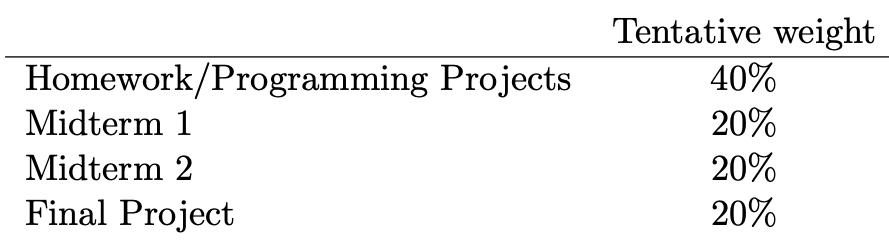 Tentative weight
Homework/Programming Projects 40%
Midterm 1 20%
Midterm 2 20%
Final Project 20%